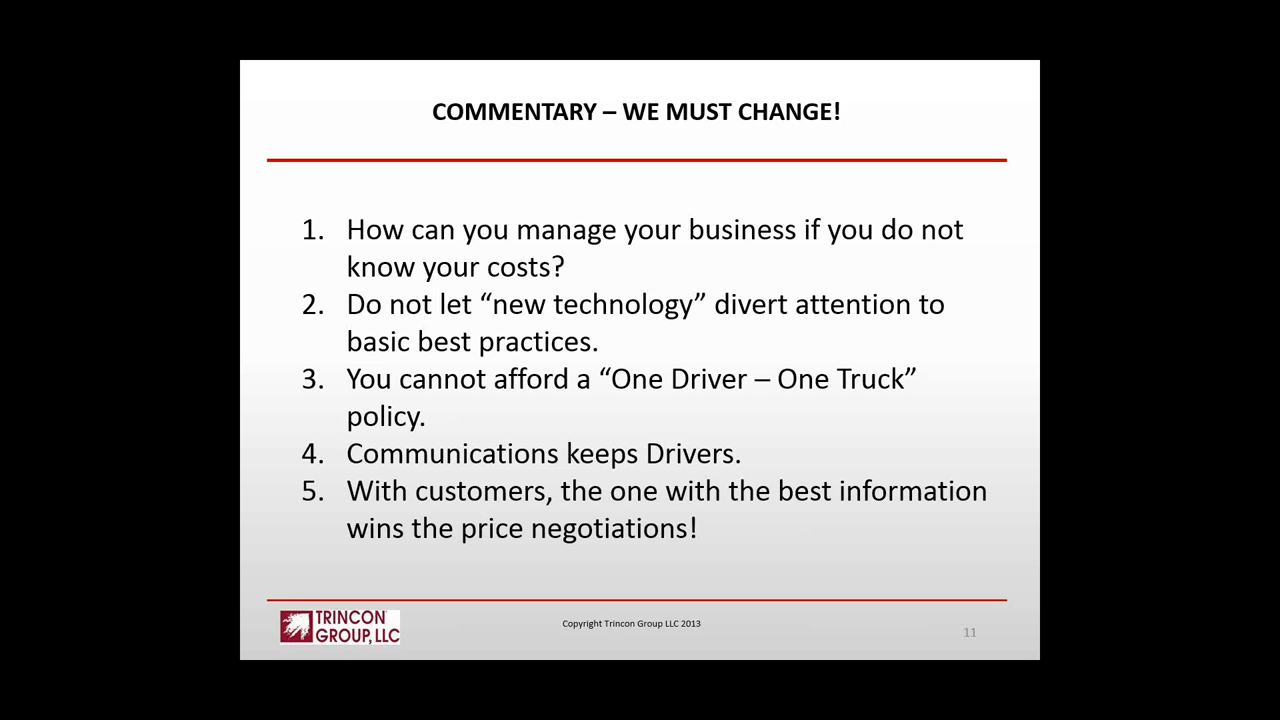 COMMENTARY – WE MUST CHANGE!
1. How can you manage your business if you do not
know your costs?
2. Do not let “new technology” divert attention to
basic best practices.
3. You cannot afford a “One Driver – One Truck”
policy.
4. Communications keeps Drivers.
5. With customers, the one with the best information
wins the price negotiations!
TRINCON
GROUP, LLC
Copyright Trincon Group LLC 2013
11